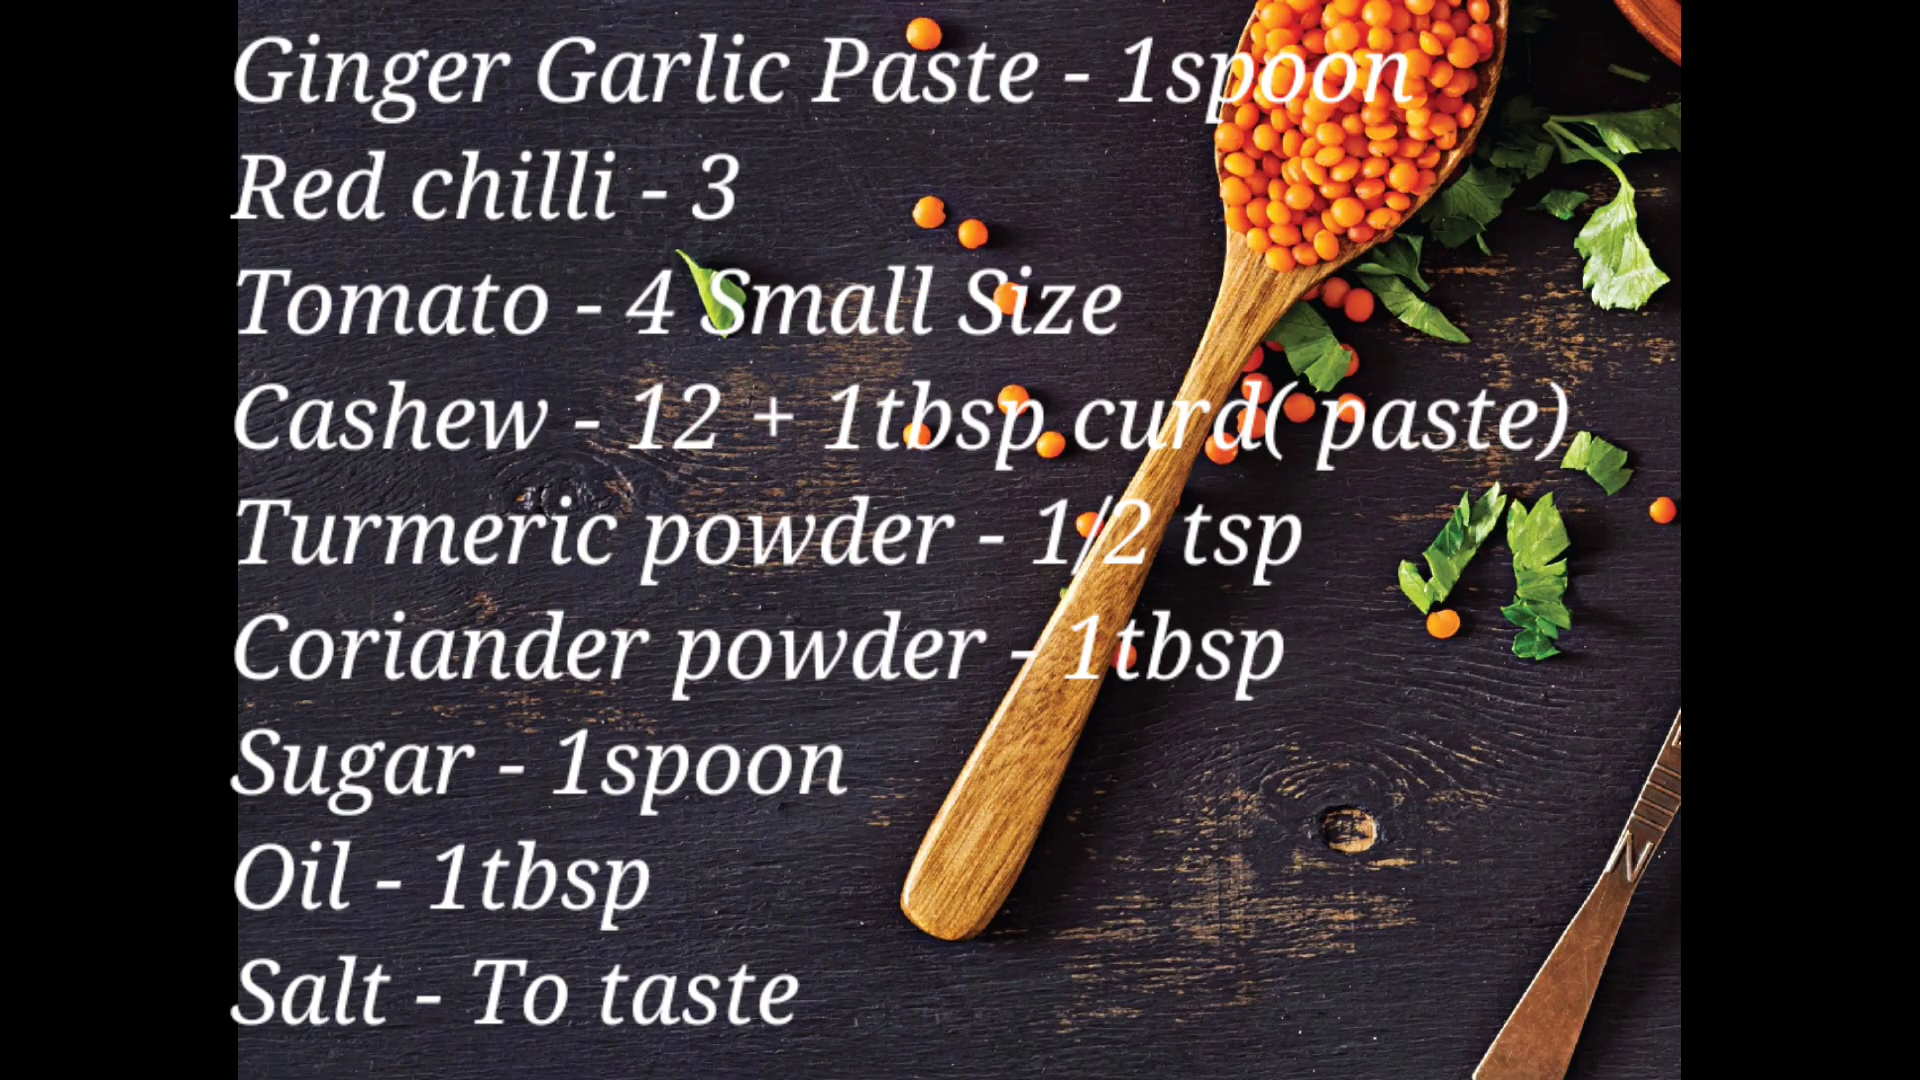 Ginger Garlic Paste - 1spoon
Red chilli - 3
Tomato - 4 Small Size
Cashew - 12 + 1tbsp curd( paste)
Turmeric powder - 1/2 tsp
Coriander powder - 1tbsp
Sugar - 1spoon
Oil - 1tbsp
Salt - To taste